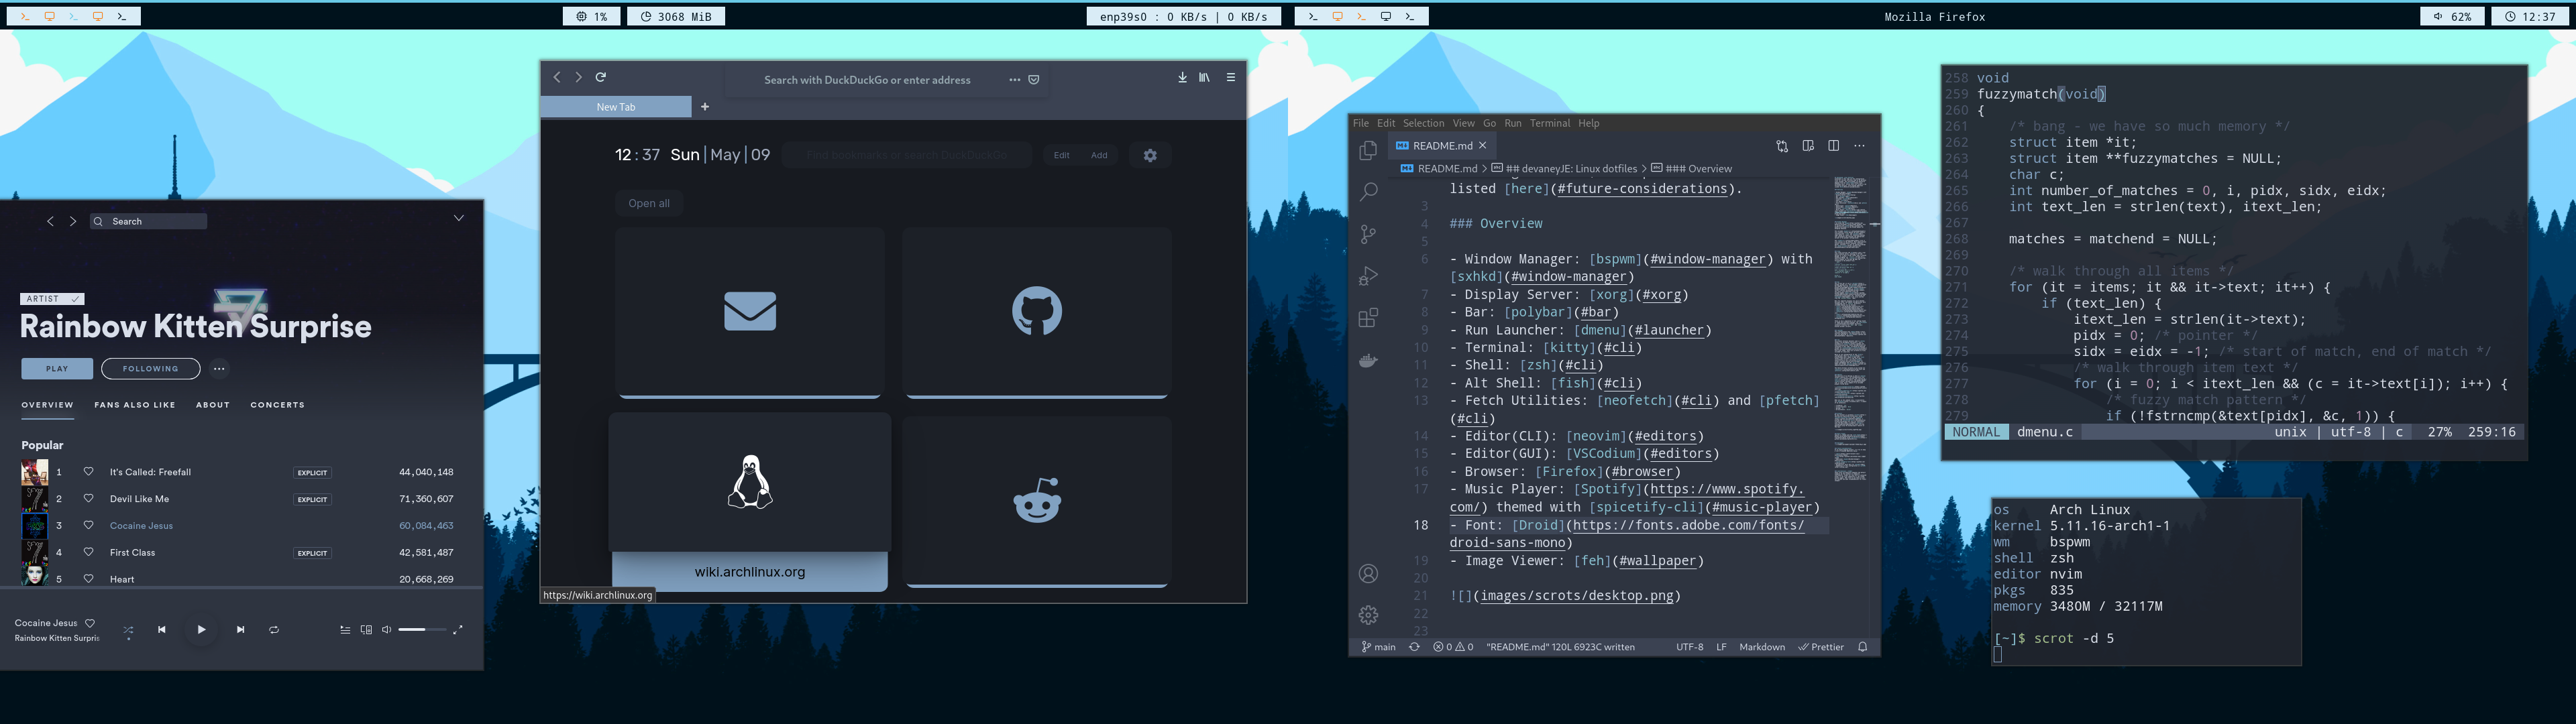 1%
3068 MiB
enp39s0 : 0 KB/s | 0 KB/s
Mozilla Firefox
62%
12:37
Search
ARTIST
Rainbow Kitten Surprise
PLAY
FOLLOWING
OVERVIEW
FANS ALSO LIKE
ABOUT
CONCERTS
Popular
1 It's Called: Freefall EXPLICIT 44,040,148
2 Devil Like Me EXPLICIT 71,360,607
3 Cocaine Jesus 60,084,463
4 First Class EXPLICIT 42,581,487
5 Heart 20,668,269
Cocaine Jesus
Rainbow Kitten Surpris
Search with DuckDuckGo or enter address
New Tab
12:37 Sun|May|09
Find bookmarks or search DuckDuckGo
Edit Add
Open all
wiki.archlinux.org
https://wiki.archlinux.org
File Edit Selection View Go Run Terminal Help
README.md
README.md > ## devaneyJE: Linux dotfiles > ### Overview
listed [here](#future-considerations).
3
4 ### Overview
5
6 - Window Manager: [bspwm](#window-manager) with
[sxhkd](#window-manager)
7 - Display Server: [xorg](#xorg)
8 - Bar: [polybar](#bar)
9 - Run Launcher: [dmenu](#launcher)
10 - Terminal: [kitty](#cli)
11 - Shell: [zsh](#cli)
12 - Alt Shell: [fish](#cli)
13 - Fetch Utilities: [neofetch](#cli) and [pfetch]
(#cli)
14 - Editor(CLI): [neovim](#editors)
15 - Editor(GUI): [VSCodium](#editors)
16 - Browser: [Firefox](#browser)
17 - Music Player: [Spotify](https://www.spotify.
com/) themed with [spicetify-cli](#music-player)
18 - Font: [Droid](https://fonts.adobe.com/fonts/
droid-sans-mono)
19 - Image Viewer: [feh](#wallpaper)
20
21 ![](images/scrots/desktop.png)
22
23
main 0 0 "README.md" 120L 6923C written UTF-8 LF Markdown Prettier
258 void
259 fuzzymatch(void)
260 {
261 /* bang - we have so much memory */
262 struct item *it;
263 struct item **fuzzymatches = NULL;
264 char c;
265 int number_of_matches = 0, i, pidx, sidx, eidx;
266 int text_len = strlen(text), itext_len;
267
268 matches = matchend = NULL;
269
270 /* walk through all items */
271 for (it = items; it && it->text; it++) {
272 if (text_len) {
273 itext_len = strlen(it->text);
274 pidx = 0; /* pointer */
275 sidx = eidx = -1; /* start of match, end of match */
276 /* walk through item text */
277 for (i = 0; i < itext_len && (c = it->text[i]); i++) {
278 /* fuzzy match pattern */
279 if (!fstrncmp(&text[pidx], &c, 1)) {
NORMAL dmenu.c unix | utf-8 | c 27% 259:16
os Arch Linux
kernel 5.11.16-arch1-1
wm bspwm
shell zsh
editor nvim
pkgs 835
memory 3480M / 32117M
[~]$ scrot -d 5